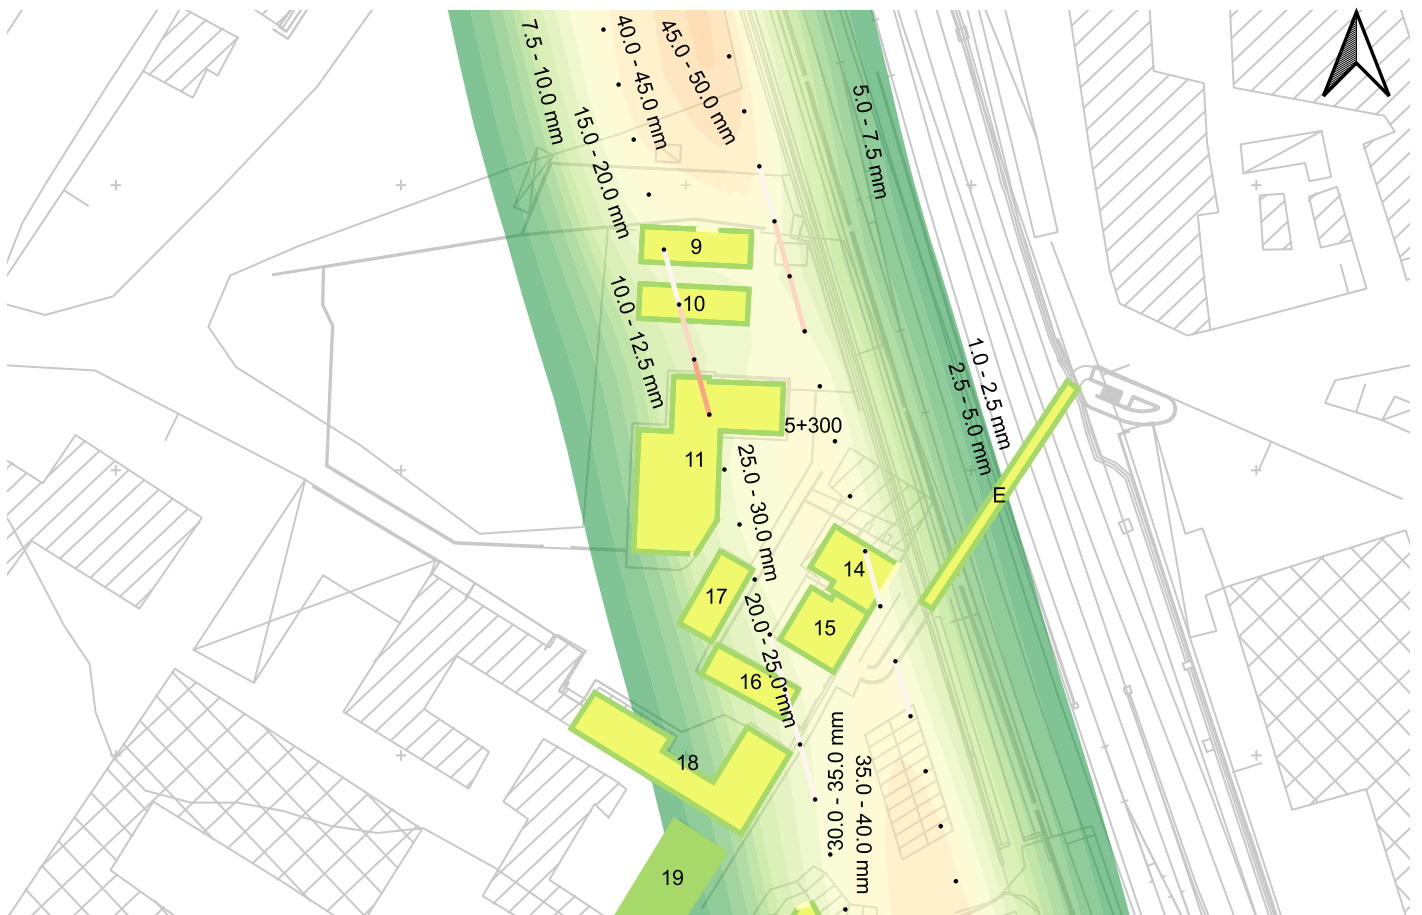 7.5 - 10.0 mm
40.0 - 45.0 mm
45.0 - 50.0 mm
5.0 - 7.5 mm
15.0 - 20.0 mm
9
10
10.0 - 12.5 mm
1.0 - 2.5 mm
2.5 - 5.0 mm
5+300
11
25.0 - 30.0 mm
E
14
17
15
20.0 - 25.0 mm
16
18
30.0 - 35.0 mm
35.0 - 40.0 mm
19